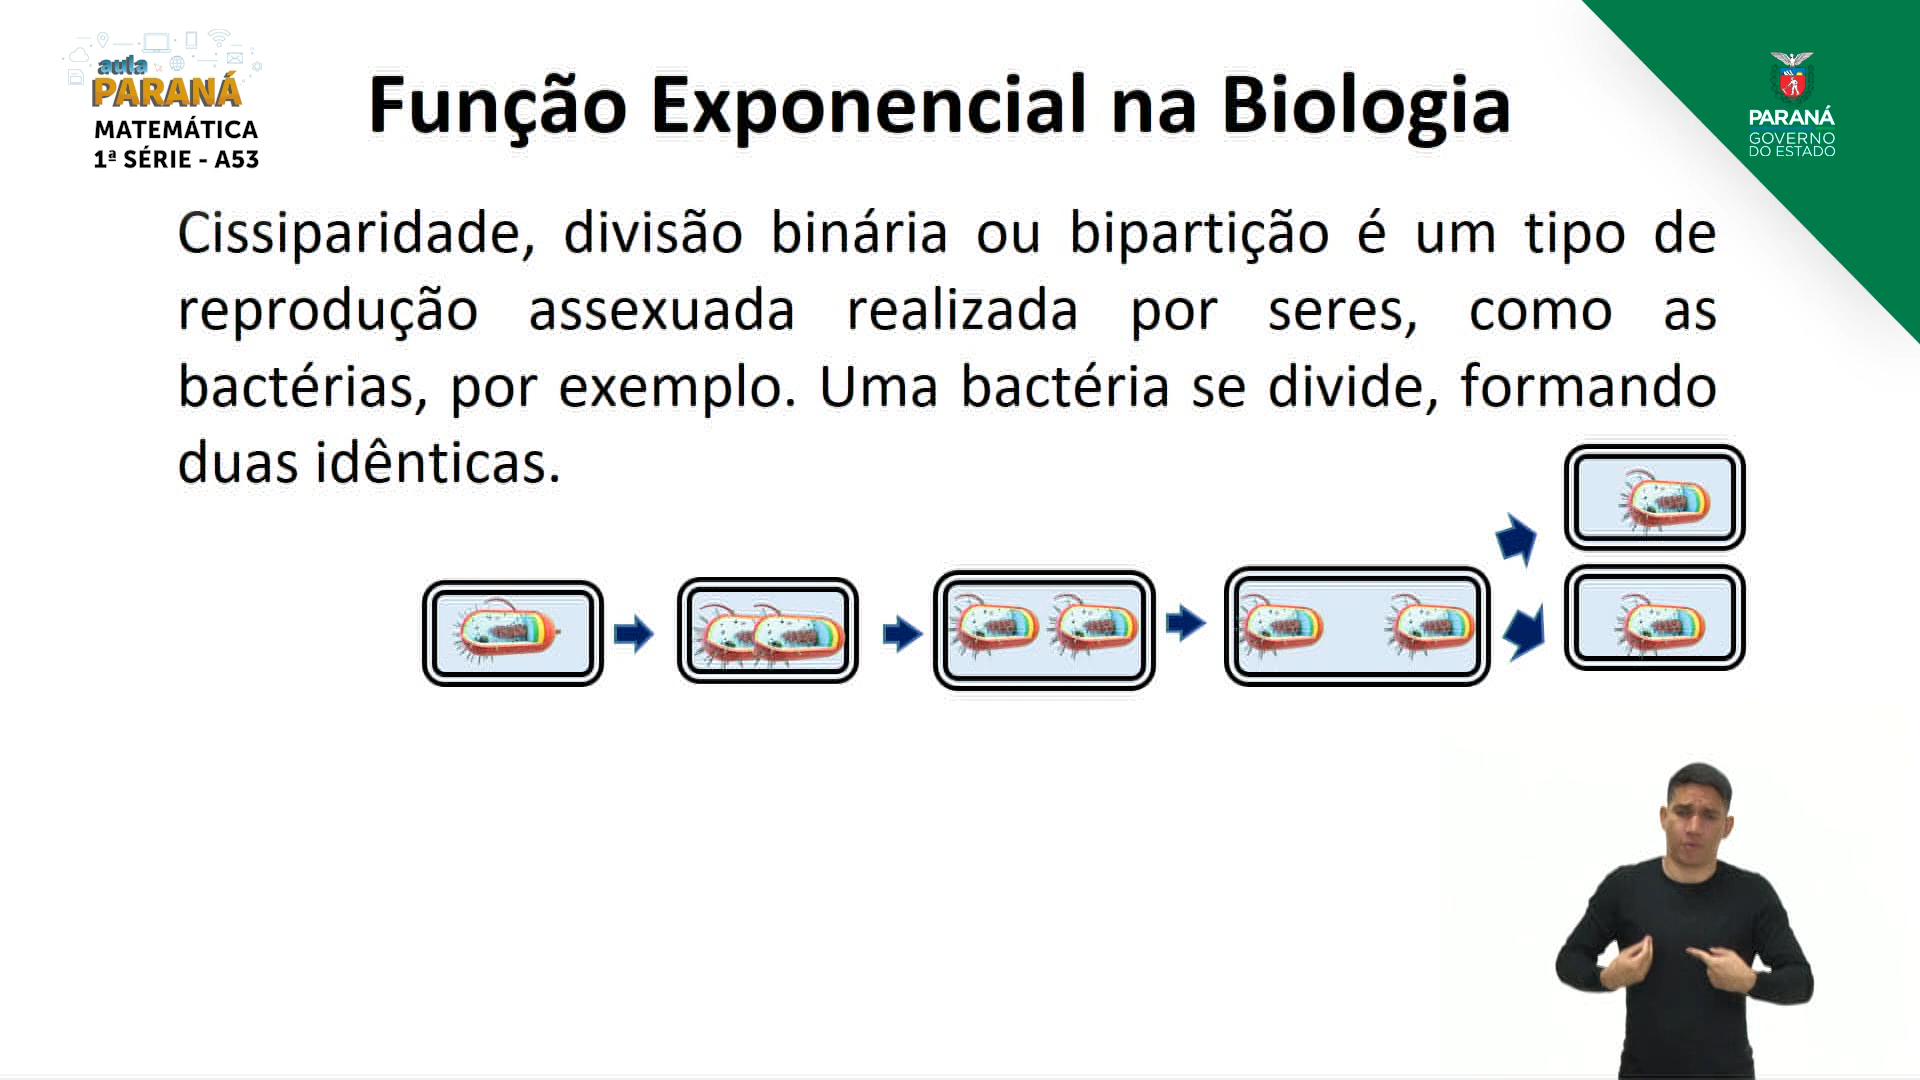 aula
PARANÁ
MATEMÁTICA
1ª SÉRIE - A53
Função Exponencial na Biologia
PARANÁ
GOVERNO
DO ESTADO
Cissiparidade, divisão binária ou bipartição é um tipo de
reprodução assexuada realizada por seres, como as
bactérias, por exemplo. Uma bactéria se divide, formando
duas idênticas.